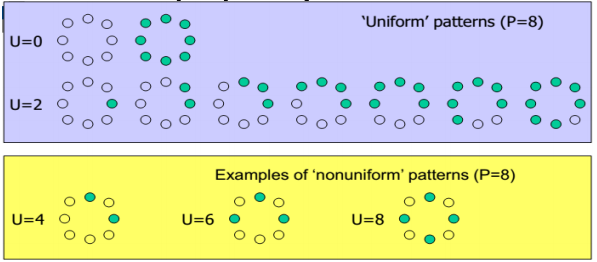 'Uniform' patterns (P=8)
U=0
U=2
Examples of 'nonuniform' patterns (P=8)
U=4 U=6 U=8